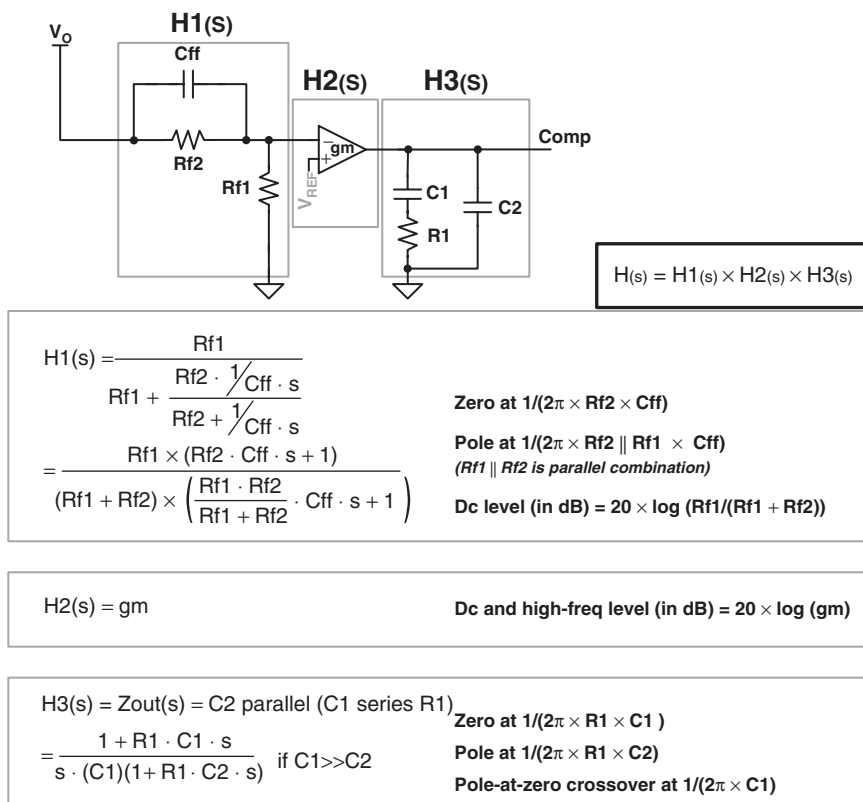 H1(S)
V_O
Cff
H2(S)
H3(S)
Rf2
Rf1
−
gm
+
V_REF
C1
C2
R1
Comp
H(s) = H1(s) × H2(s) × H3(s)
H1(s) = Rf1 / (Rf1 + (Rf2 · 1/Cff · s) / (Rf2 + 1/Cff · s))
= Rf1 × (Rf2 · Cff · s + 1) / ((Rf1 + Rf2) × (Rf1 · Rf2 / (Rf1 + Rf2) · Cff · s + 1))
Zero at 1/(2π × Rf2 × Cff)
Pole at 1/(2π × Rf2 || Rf1 × Cff)
(Rf1 || Rf2 is parallel combination)
Dc level (in dB) = 20 × log (Rf1/(Rf1 + Rf2))
H2(s) = gm
Dc and high-freq level (in dB) = 20 × log (gm)
H3(s) = Zout(s) = C2 parallel (C1 series R1)
= (1 + R1 · C1 · s) / (s · (C1)(1 + R1 · C2 · s)) if C1>>C2
Zero at 1/(2π × R1 × C1 )
Pole at 1/(2π × R1 × C2)
Pole-at-zero crossover at 1/(2π × C1)